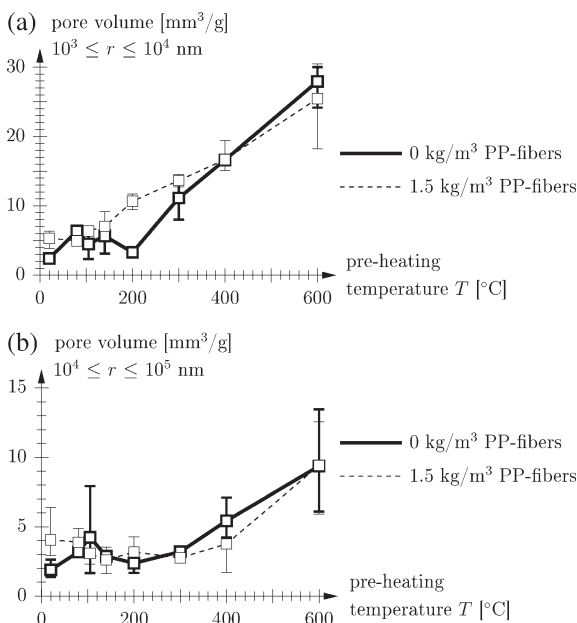 (a) pore volume [mm³/g]
10³ ≤ r ≤ 10⁴ nm
30
20
10
0
0 200 400 600
0 kg/m³ PP-fibers
1.5 kg/m³ PP-fibers
pre-heating
temperature T [°C]
(b) pore volume [mm³/g]
10⁴ ≤ r ≤ 10⁵ nm
15
10
5
0
0 200 400 600
0 kg/m³ PP-fibers
1.5 kg/m³ PP-fibers
pre-heating
temperature T [°C]